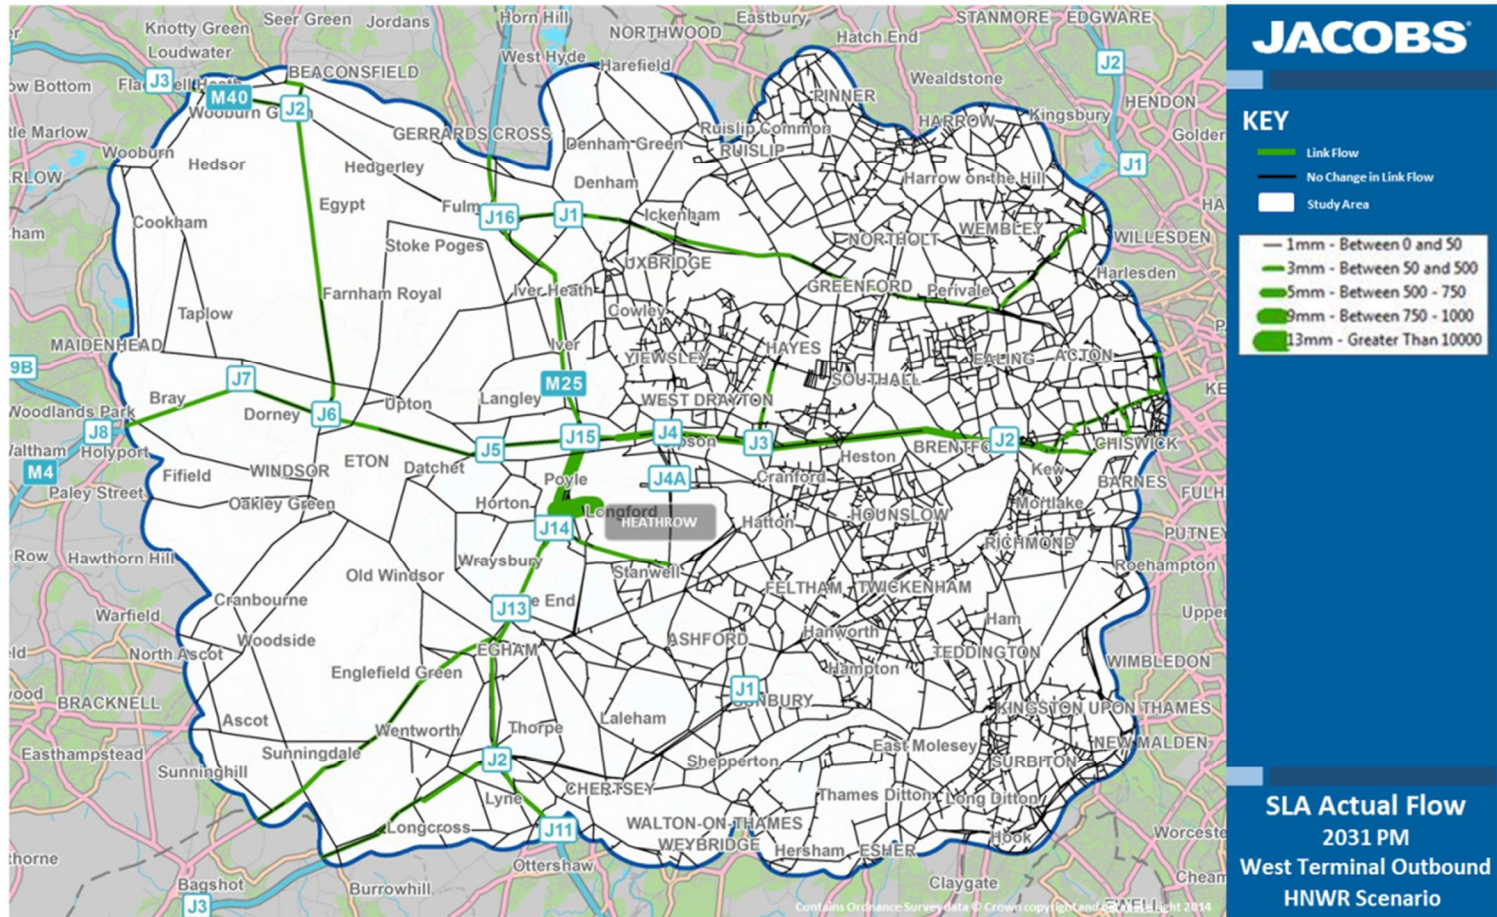 Knotty Green
Seer Green
Jordans
Horn Hill
Eastbury
STANMORE
EDGWARE
Loudwater
West Hyde
NORTHWOOD
Hatch End
J2
J3
BEACONSFIELD
Harefield
Wealdstone
HENDON
M40
J2
PINNER
HARROW
Kingsbury
GERRARDS CROSS
Ruislip Common
Wooburn
Denham Green
RUISLIP
J1
Hedsor
Hedgerley
Denham
Harrow on the Hill
Egypt
J16
J1
Ickenham
Cookham
Stoke Poges
UXBRIDGE
NORTHOLT
WEMBLEY
WILLESDEN
Harlesden
Farnham Royal
Iver Heath
GREENFORD
Perivale
Taplow
Cowley
MAIDENHEAD
Iver
YIEWSLEY
HAYES
EALING
ACTON
9B
J7
M25
SOUTHALL
Bray
Dorney
J6
Upton
Langley
WEST DRAYTON
Woodlands Park
J8
J5
J15
J4
J3
J2
CHISWICK
Holyport
M4
Fifield
WINDSOR
ETON
Datchet
Heston
Kew
Poyle
J4A
Cranford
BARNES
Paley Street
Oakley Green
Horton
Longford
HEATHROW
Hatton
HOUNSLOW
Mortlake
J14
RICHMOND
PUTNEY
Hawthorn Hill
Wraysbury
Stanwell
Roehampton
Old Windsor
FELTHAM
TWICKENHAM
Cranbourne
J13
Warfield
Ham
Woodside
EGHAM
ASHFORD
Hanworth
North Ascot
TEDDINGTON
WIMBLEDON
Englefield Green
Hampton
BRACKNELL
J1
KINGSTON UPON THAMES
Ascot
Wentworth
Thorpe
Laleham
Easthampstead
Sunningdale
East Molesey
NEW MALDEN
Sunninghill
J2
Shepperton
SURBITON
CHERTSEY
Lyne
Thames Ditton
Long Ditton
Longcross
J11
WALTON-ON-THAMES
WEYBRIDGE
Hersham
ESHER
Hook
Ottershaw
Bagshot
Burrowhill
Claygate
J3
JACOBS
KEY
Link Flow
No Change in Link Flow
Study Area
1mm - Between 0 and 50
3mm - Between 50 and 500
5mm - Between 500 - 750
9mm - Between 750 - 1000
13mm - Greater Than 10000
SLA Actual Flow
2031 PM
West Terminal Outbound
HNWR Scenario